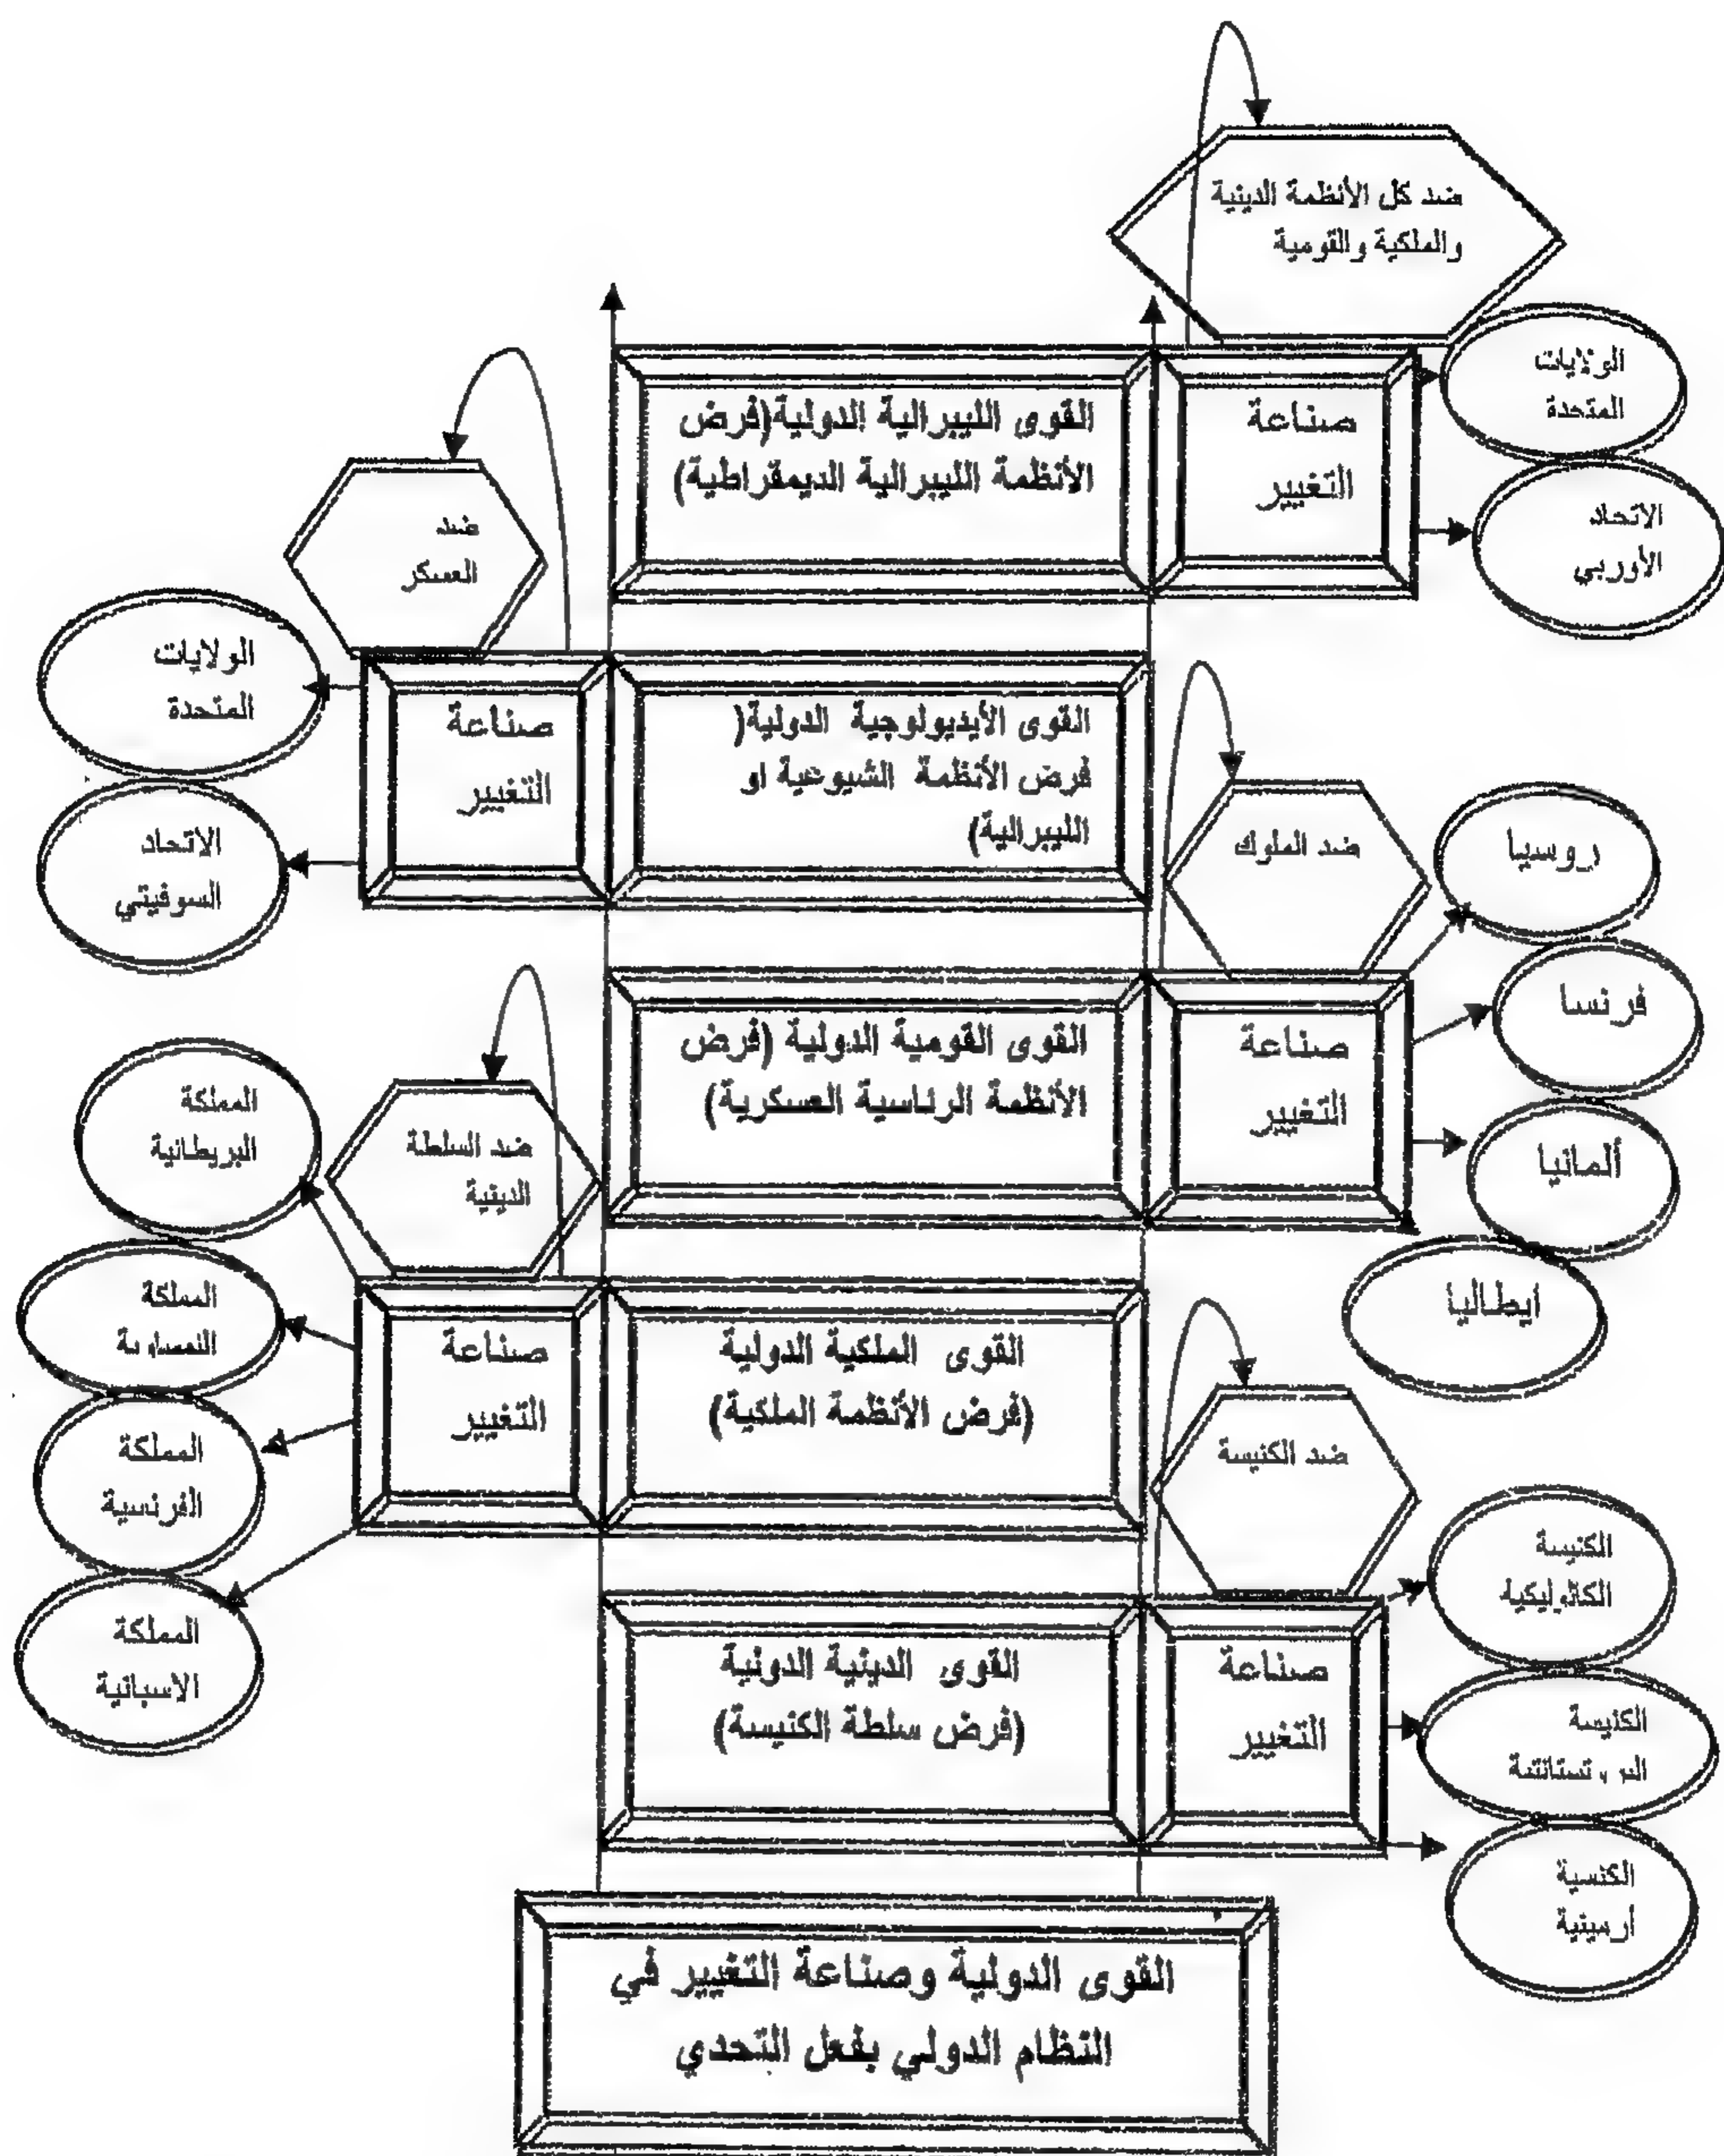 ضد كل الأنظمة الدينية
والملكية والقومية
الولايات
المتحدة
القوى الليبرالية الدولية(فرض
الأنظمة الليبرالية الديمقراطية)
صناعة
التغيير
الاتحاد
الأوربي
ضد
العسكر
الولايات
المتحدة
صناعة
التغيير
القوى الأيديولوجية الدولية(
فرض الأنظمة الشيوعية او
الليبرالية)
الاتحاد
السوفيتي
ضد الملوك
روسيا
فرنسا
القوى القومية الدولية (فرض
الأنظمة الرئاسية العسكرية)
صناعة
التغيير
ألمانيا
ايطاليا
ضد السلطة
الدينية
المملكة
البريطانية
المملكة
النمساوية
صناعة
التغيير
القوى الملكية الدولية
(فرض الأنظمة الملكية)
المملكة
الفرنسية
المملكة
الاسبانية
ضد الكنيسة
الكنيسة
الكاثوليكية
القوى الدينية الدولية
(فرض سلطة الكنيسة)
صناعة
التغيير
الكنيسة
البروتستانتية
الكنسية
أرسينية
القوى الدولية وصناعة التغيير في
النظام الدولي بفعل التحدي